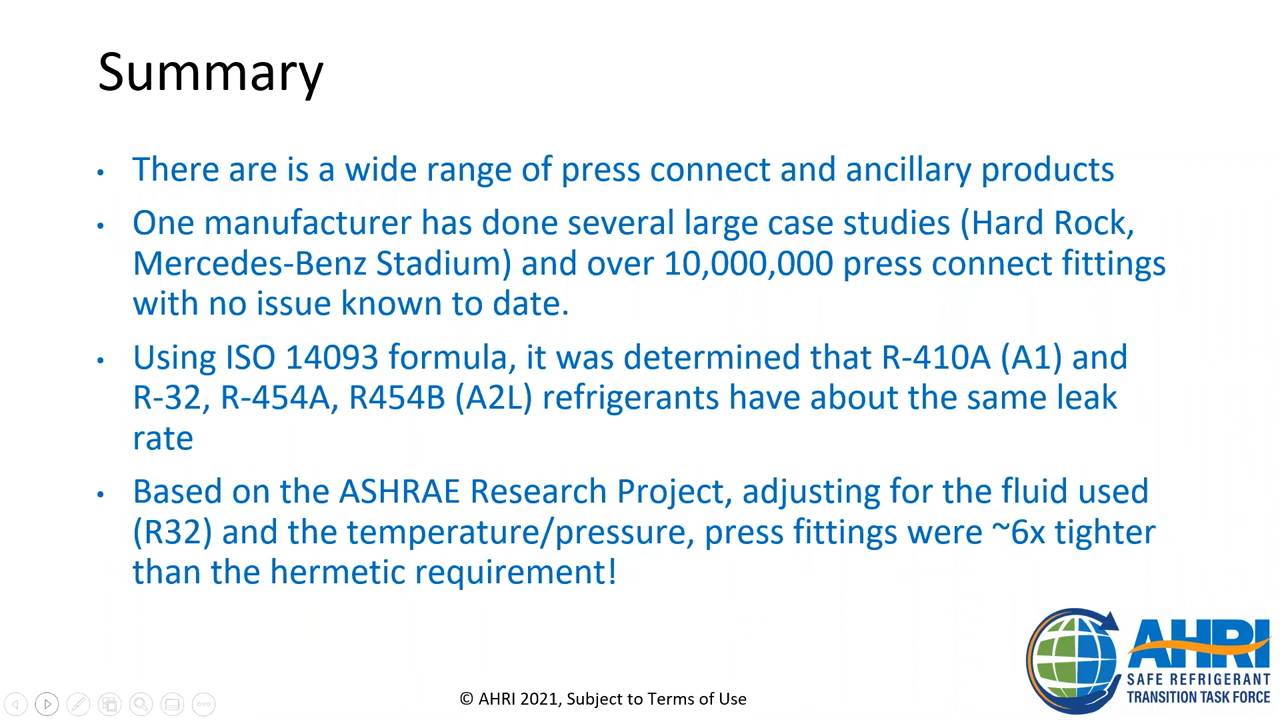 Summary
• There are is a wide range of press connect and ancillary products
• One manufacturer has done several large case studies (Hard Rock,
Mercedes-Benz Stadium) and over 10,000,000 press connect fittings
with no issue known to date.
• Using ISO 14093 formula, it was determined that R-410A (A1) and
R-32, R-454A, R454B (A2L) refrigerants have about the same leak
rate
• Based on the ASHRAE Research Project, adjusting for the fluid used
(R32) and the temperature/pressure, press fittings were ~6x tighter
than the hermetic requirement!
© AHRI 2021, Subject to Terms of Use
AHRI
SAFE REFRIGERANT
TRANSITION TASK FORCE